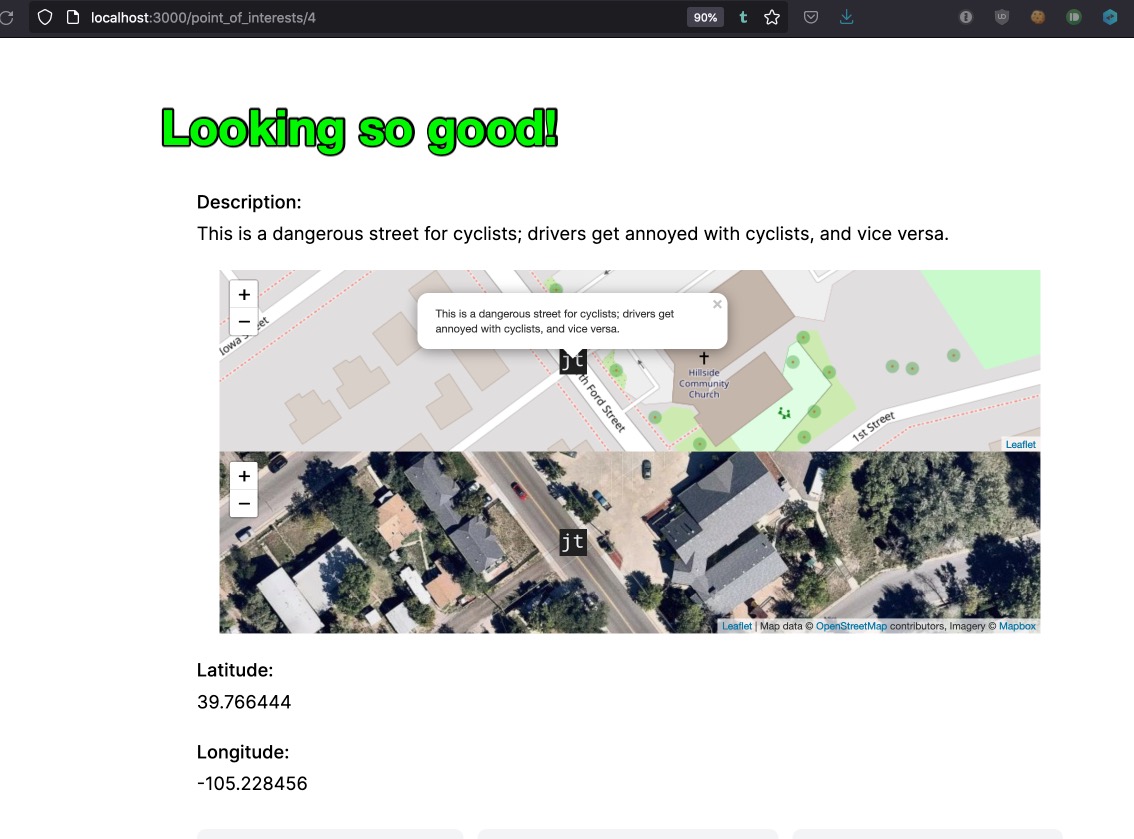 localhost:3000/point_of_interests/4
90%
t
Looking so good!
Description:
This is a dangerous street for cyclists; drivers get annoyed with cyclists, and vice versa.
+
−
This is a dangerous street for cyclists; drivers get
annoyed with cyclists, and vice versa.
×
Iowa
jt
Hillside
Community
Church
th Ford Street
1st Street
Leaflet
+
−
jt
Leaflet | Map data © OpenStreetMap contributors, Imagery © Mapbox
Latitude:
39.766444
Longitude:
-105.228456